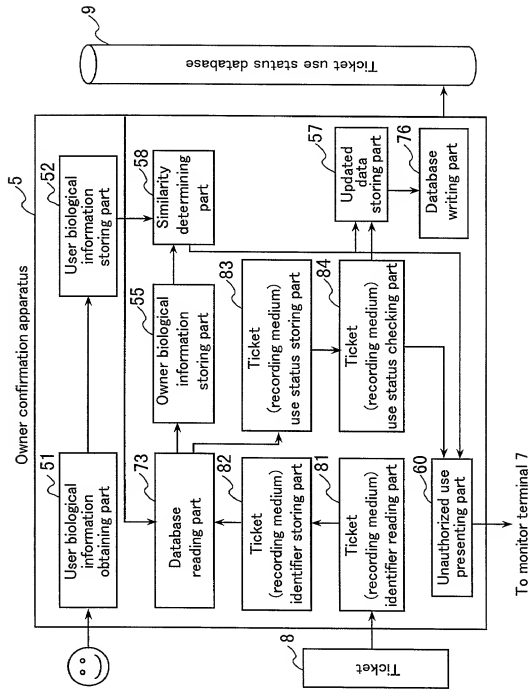 Owner confirmation apparatus
5
9
Ticket use status database
51
User biological
information
obtaining part
52
User biological
information
storing part
73
Database
reading part
55
Owner biological
information
storing part
58
Similarity
determining
part
82
Ticket
(recording medium)
identifier storing part
83
Ticket
(recording medium)
use status storing part
57
Updated
data
storing part
81
Ticket
(recording medium)
identifier reading part
84
Ticket
(recording medium)
use status checking part
76
Database
writing part
60
Unauthorized use
presenting part
8
Ticket
To monitor terminal 7